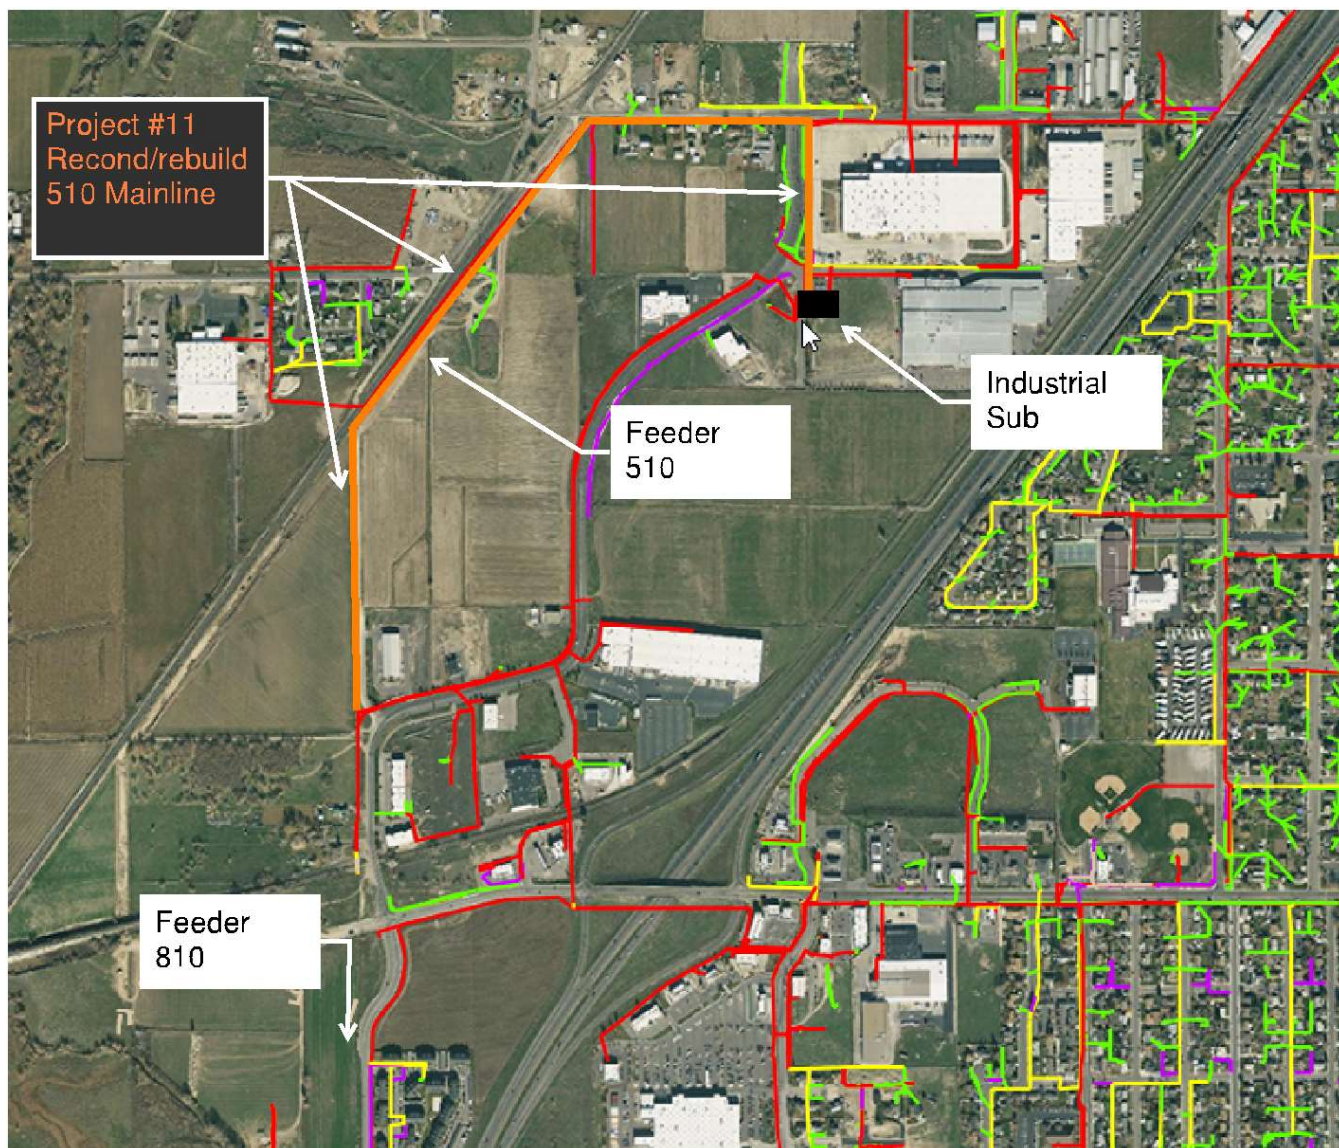 Project #11
Recond/rebuild
510 Mainline
Industrial
Sub
Feeder
510
Feeder
810